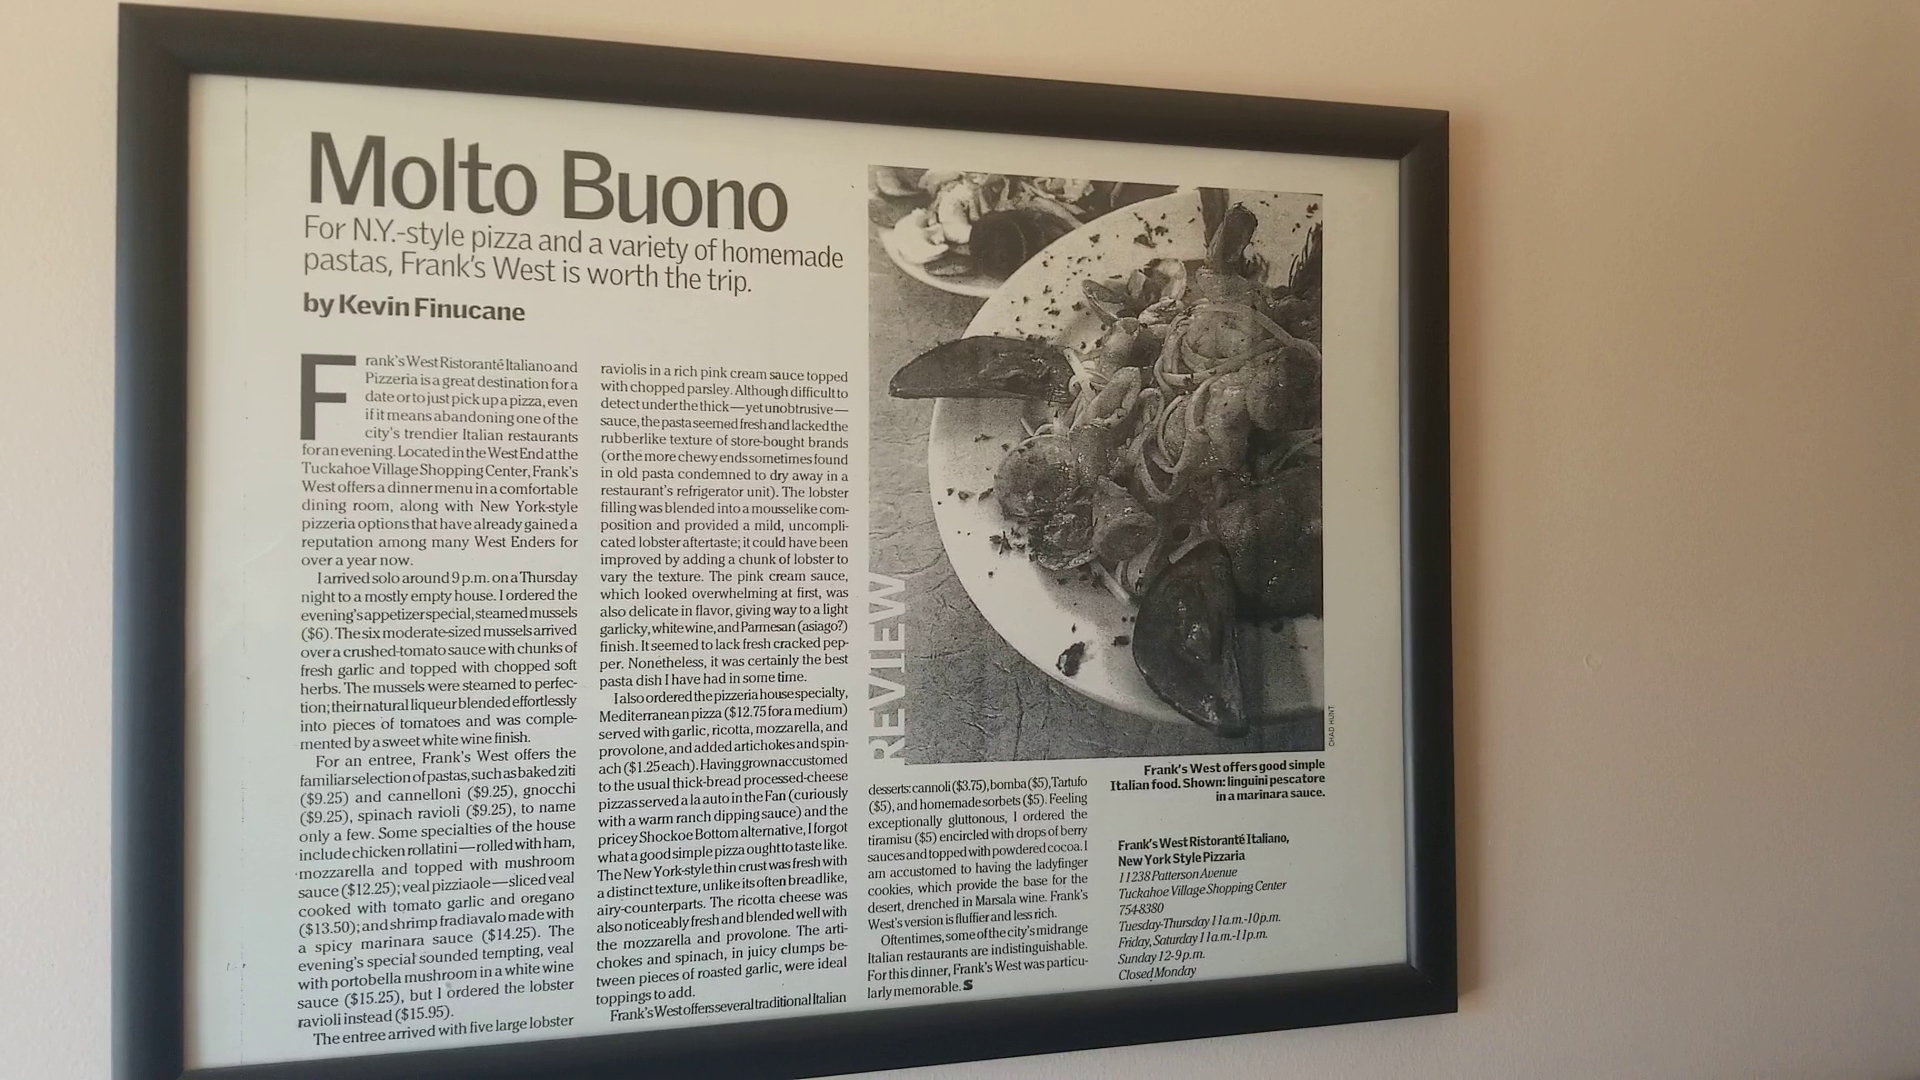 Molto Buono
For N.Y.-style pizza and a variety of homemade
pastas, Frank's West is worth the trip.
by Kevin Finucane
Frank's West Ristoranté Italiano and
Pizzeria is a great destination for a
date or to just pick up a pizza, even
if it means abandoning one of the
city's trendier Italian restaurants
for an evening. Located in the West End at the
Tuckahoe Village Shopping Center, Frank's
West offers a dinner menu in a comfortable
dining room, along with New York-style
pizzeria options that have already gained a
reputation among many West Enders for
over a year now.
I arrived solo around 9 p.m. on a Thursday
night to a mostly empty house. I ordered the
evening's appetizer special, steamed mussels
($6). The six moderate-sized mussels arrived
over a crushed-tomato sauce with chunks of
fresh garlic and topped with chopped soft
herbs. The mussels were steamed to perfec-
tion; their natural liqueur blended effortlessly
into pieces of tomatoes and was comple-
mented by a sweet white wine finish.
For an entree, Frank's West offers the
familiar selection of pastas, such as baked ziti
($9.25) and cannelloni ($9.25), gnocchi
($9.25), spinach ravioli ($9.25), to name
only a few. Some specialties of the house
include chicken rollatini—rolled with ham,
mozzarella and topped with mushroom
sauce ($12.25); veal pizziaole—sliced veal
cooked with tomato garlic and oregano
($13.50); and shrimp fradiavalo made with
a spicy marinara sauce ($14.25). The
evening's special sounded tempting, veal
with portobella mushroom in a white wine
sauce ($15.25), but I ordered the lobster
ravioli instead ($15.95).
The entree arrived with five large lobster
raviolis in a rich pink cream sauce topped
with chopped parsley. Although difficult to
detect under the thick—yet unobtrusive—
sauce, the pasta seemed fresh and lacked the
rubberlike texture of store-bought brands
(or the more chewy ends sometimes found
in old pasta condemned to dry away in a
restaurant's refrigerator unit). The lobster
filling was blended into a mousselike com-
position and provided a mild, uncompli-
cated lobster aftertaste; it could have been
improved by adding a chunk of lobster to
vary the texture. The pink cream sauce,
which looked overwhelming at first, was
also delicate in flavor, giving way to a light
garlicky, white wine, and Parmesan (asiago?)
finish. It seemed to lack fresh cracked pep-
per. Nonetheless, it was certainly the best
pasta dish I have had in some time.
I also ordered the pizzeria house specialty,
Mediterranean pizza ($12.75 for a medium)
served with garlic, ricotta, mozzarella, and
provolone, and added artichokes and spin-
ach ($1.25 each). Having grown accustomed
to the usual thick-bread processed-cheese
pizzas served a la auto in the Fan (curiously
with a warm ranch dipping sauce) and the
pricey Shockoe Bottom alternative, I forgot
what a good simple pizza ought to taste like.
The New York-style thin crust was fresh with
a distinct texture, unlike its often breadlike,
airy-counterparts. The ricotta cheese was
also noticeably fresh and blended well with
the mozzarella and provolone. The arti-
chokes and spinach, in juicy clumps be-
tween pieces of roasted garlic, were ideal
toppings to add.
Frank's West offers several traditional Italian
desserts: cannoli ($3.75), bomba ($5), Tartufo
($5), and homemade sorbets ($5). Feeling
exceptionally gluttonous, I ordered the
tiramisu ($5) encircled with drops of berry
sauces and topped with powdered cocoa. I
am accustomed to having the ladyfinger
cookies, which provide the base for the
desert, drenched in Marsala wine. Frank's
West's version is fluffier and less rich.
Oftentimes, some of the city's midrange
Italian restaurants are indistinguishable.
For this dinner, Frank's West was particu-
larly memorable. S
REVIEW
CHAD HUNT
Frank's West offers good simple
Italian food. Shown: linguini pescatore
in a marinara sauce.
Frank's West Ristoranté Italiano,
New York Style Pizzaria
11238 Patterson Avenue
Tuckahoe Village Shopping Center
754-8380
Tuesday-Thursday 11a.m.-10p.m.
Friday, Saturday 11a.m.-11p.m.
Sunday 12-9p.m.
Closed Monday